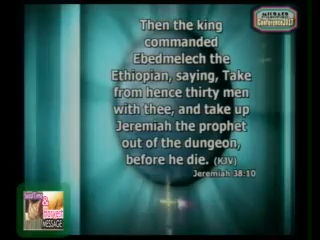 Then the king
commanded
Ebedmelech the
Ethiopian, saying, Take
from hence thirty men
with thee, and take up
Jeremiah the prophet
out of the dungeon,
before he die. (KJV)
Jeremiah 38:10
Conference2017
&
MESSAGE